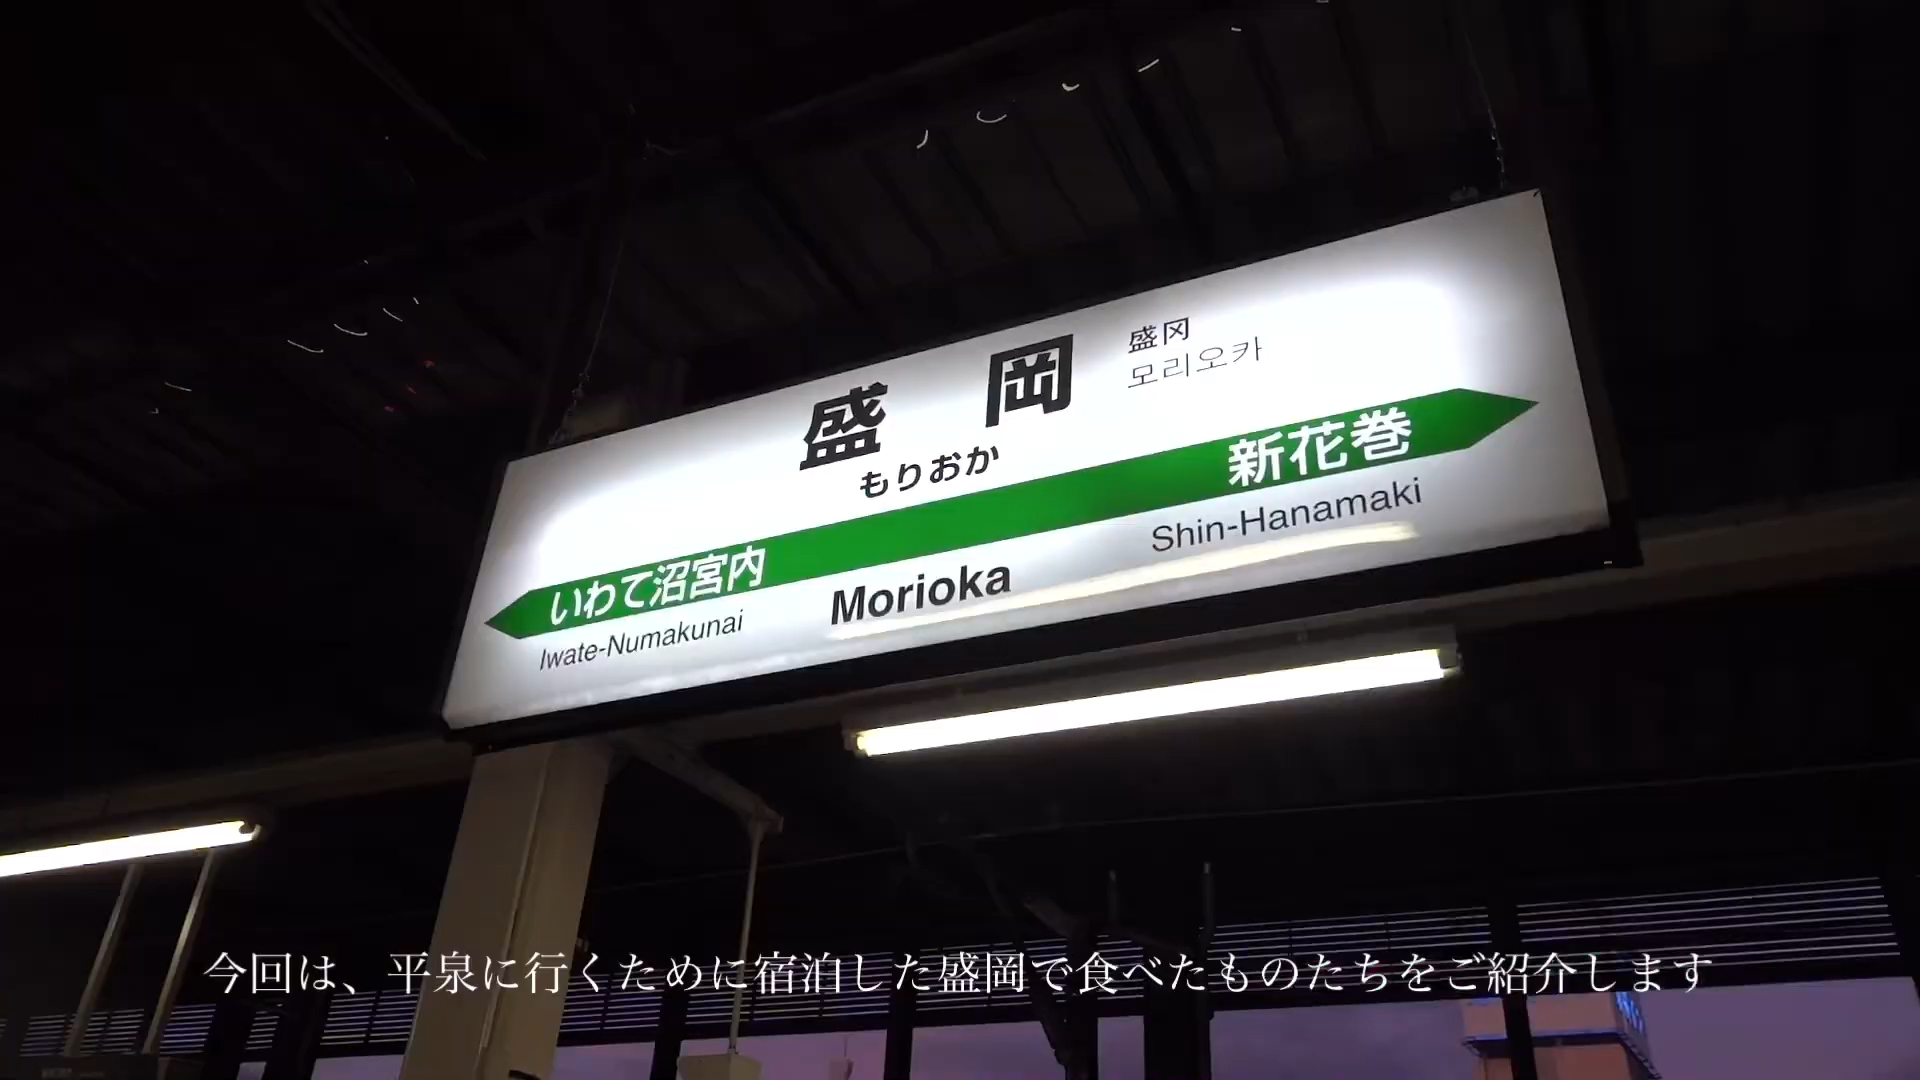 盛岡
盛冈
모리오카
もりおか
新花巻
Shin-Hanamaki
いわて沼宮内
Iwate-Numakunai
Morioka
今回は、平泉に行くために宿泊した盛岡で食べたものたちをご紹介します